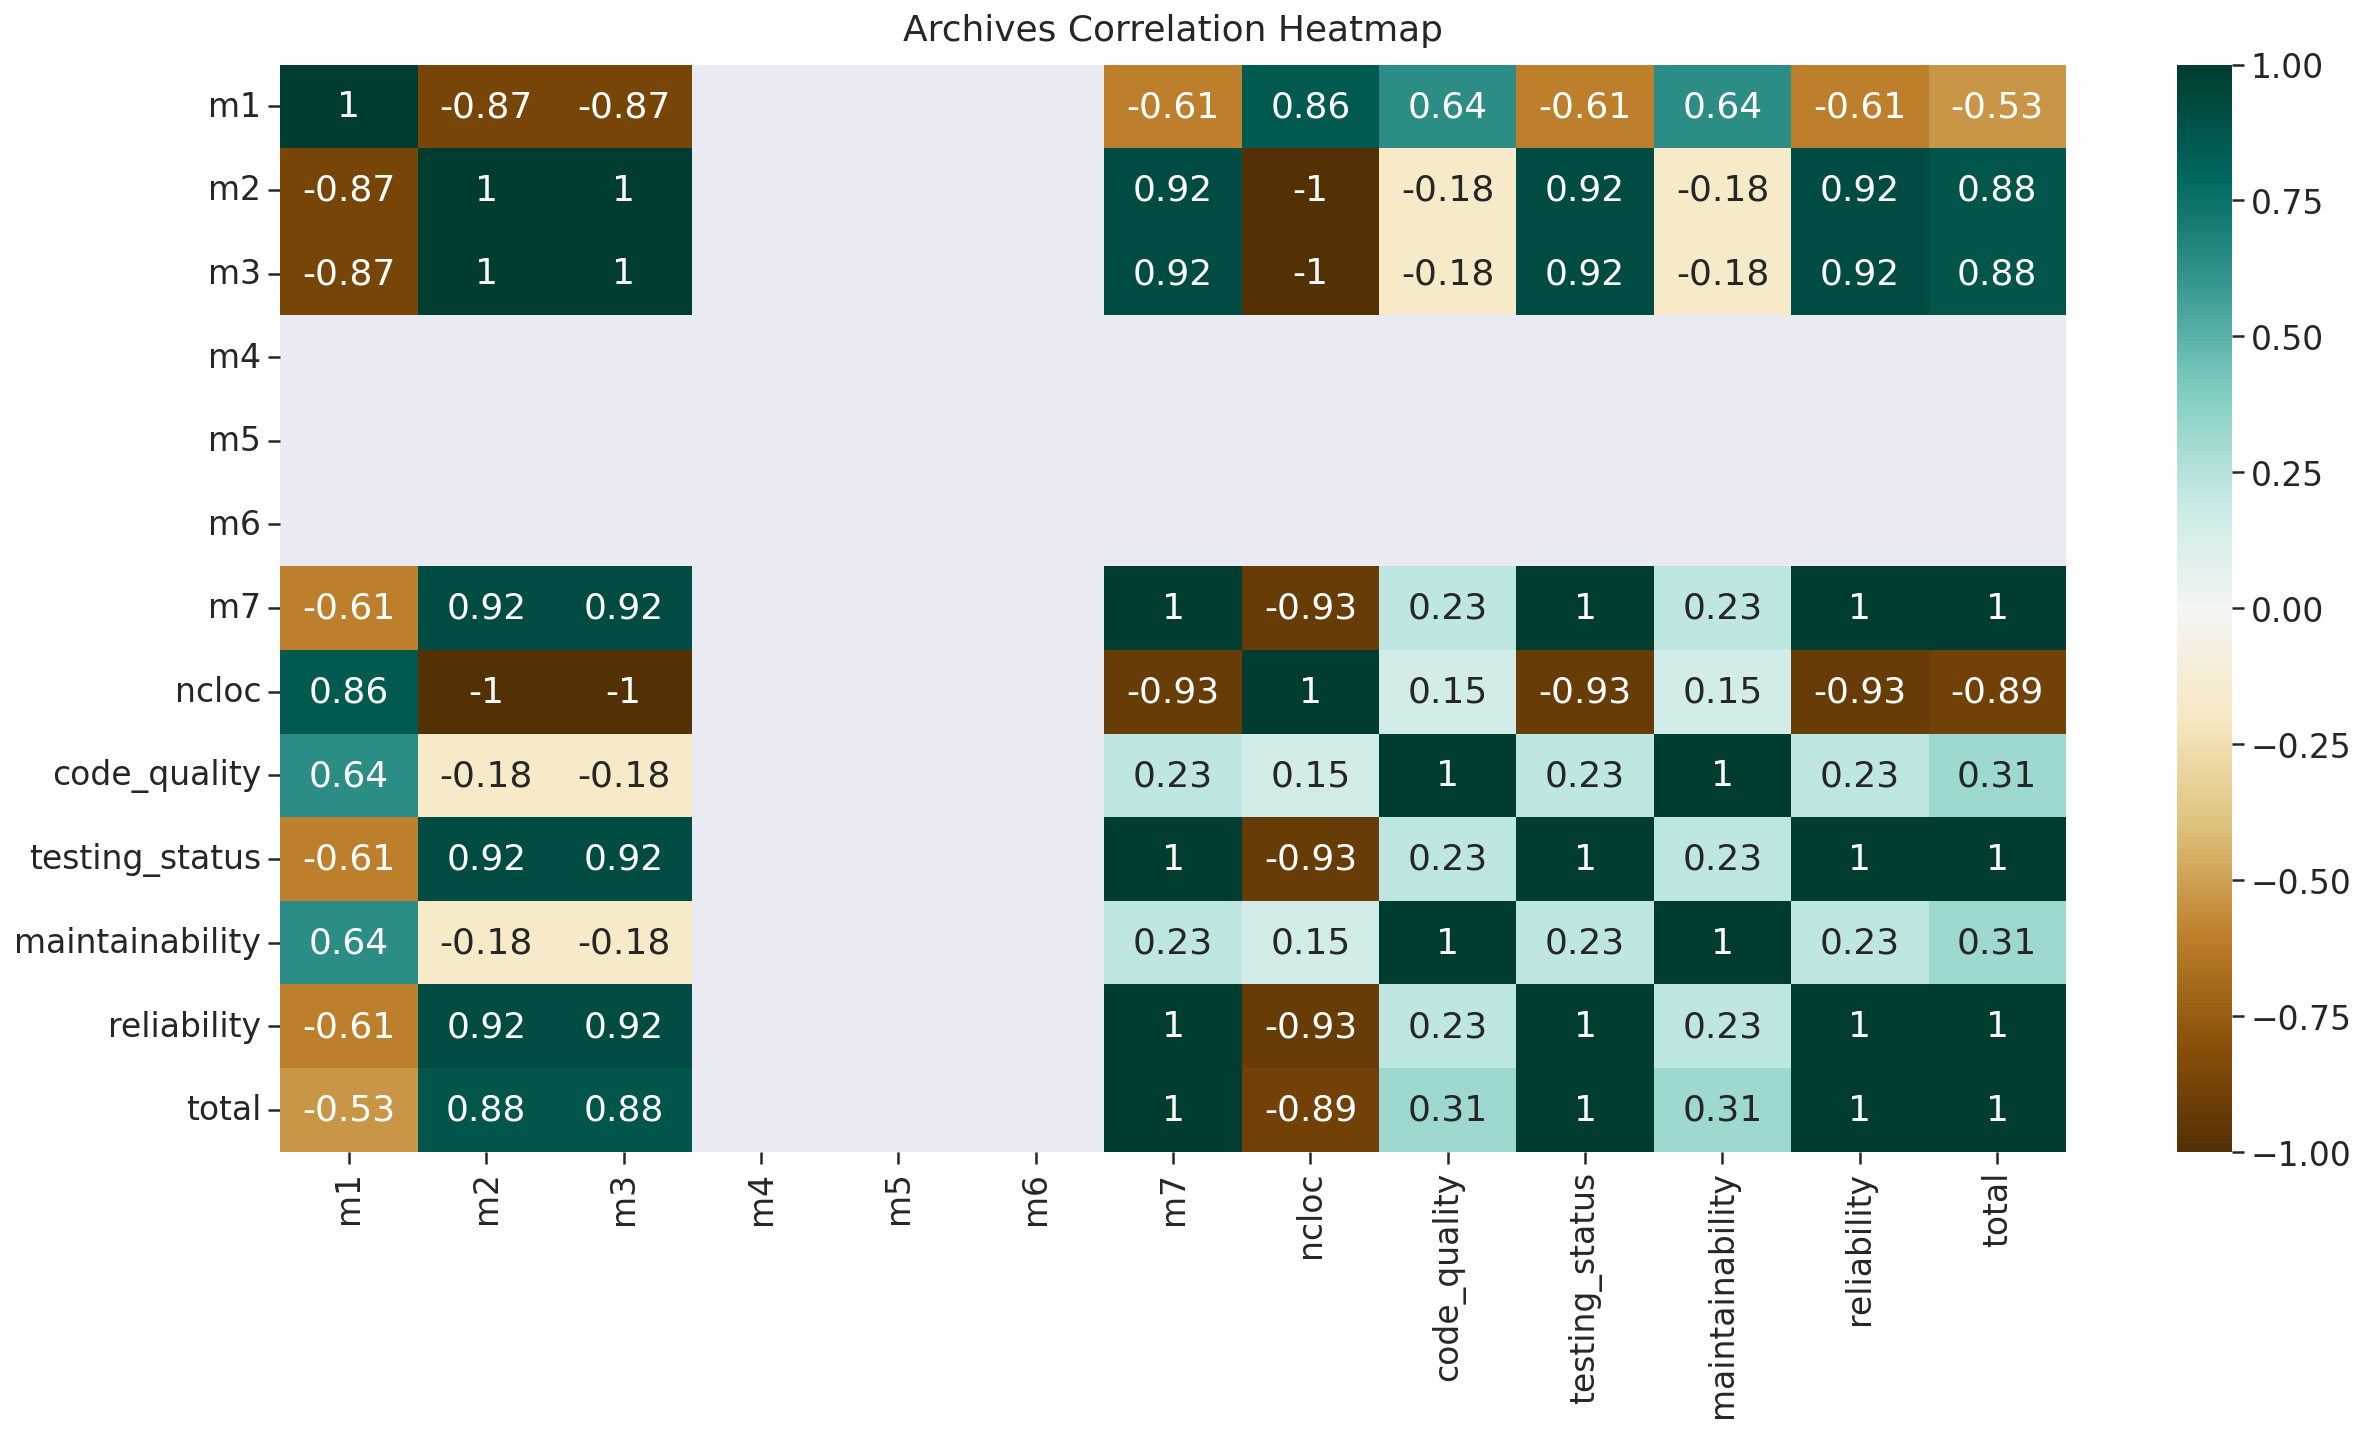 Archives Correlation Heatmap
m1 1 -0.87 -0.87 -0.61 0.86 0.64 -0.61 0.64 -0.61 -0.53
m2 -0.87 1 1 0.92 -1 -0.18 0.92 -0.18 0.92 0.88
m3 -0.87 1 1 0.92 -1 -0.18 0.92 -0.18 0.92 0.88
m4
m5
m6
m7 -0.61 0.92 0.92 1 -0.93 0.23 1 0.23 1 1
ncloc 0.86 -1 -1 -0.93 1 0.15 -0.93 0.15 -0.93 -0.89
code_quality 0.64 -0.18 -0.18 0.23 0.15 1 0.23 1 0.23 0.31
testing_status -0.61 0.92 0.92 1 -0.93 0.23 1 0.23 1 1
maintainability 0.64 -0.18 -0.18 0.23 0.15 1 0.23 1 0.23 0.31
reliability -0.61 0.92 0.92 1 -0.93 0.23 1 0.23 1 1
total -0.53 0.88 0.88 1 -0.89 0.31 1 0.31 1 1
m1 m2 m3 m4 m5 m6 m7 ncloc code_quality testing_status maintainability reliability total
1.00
0.75
0.50
0.25
0.00
−0.25
−0.50
−0.75
−1.00